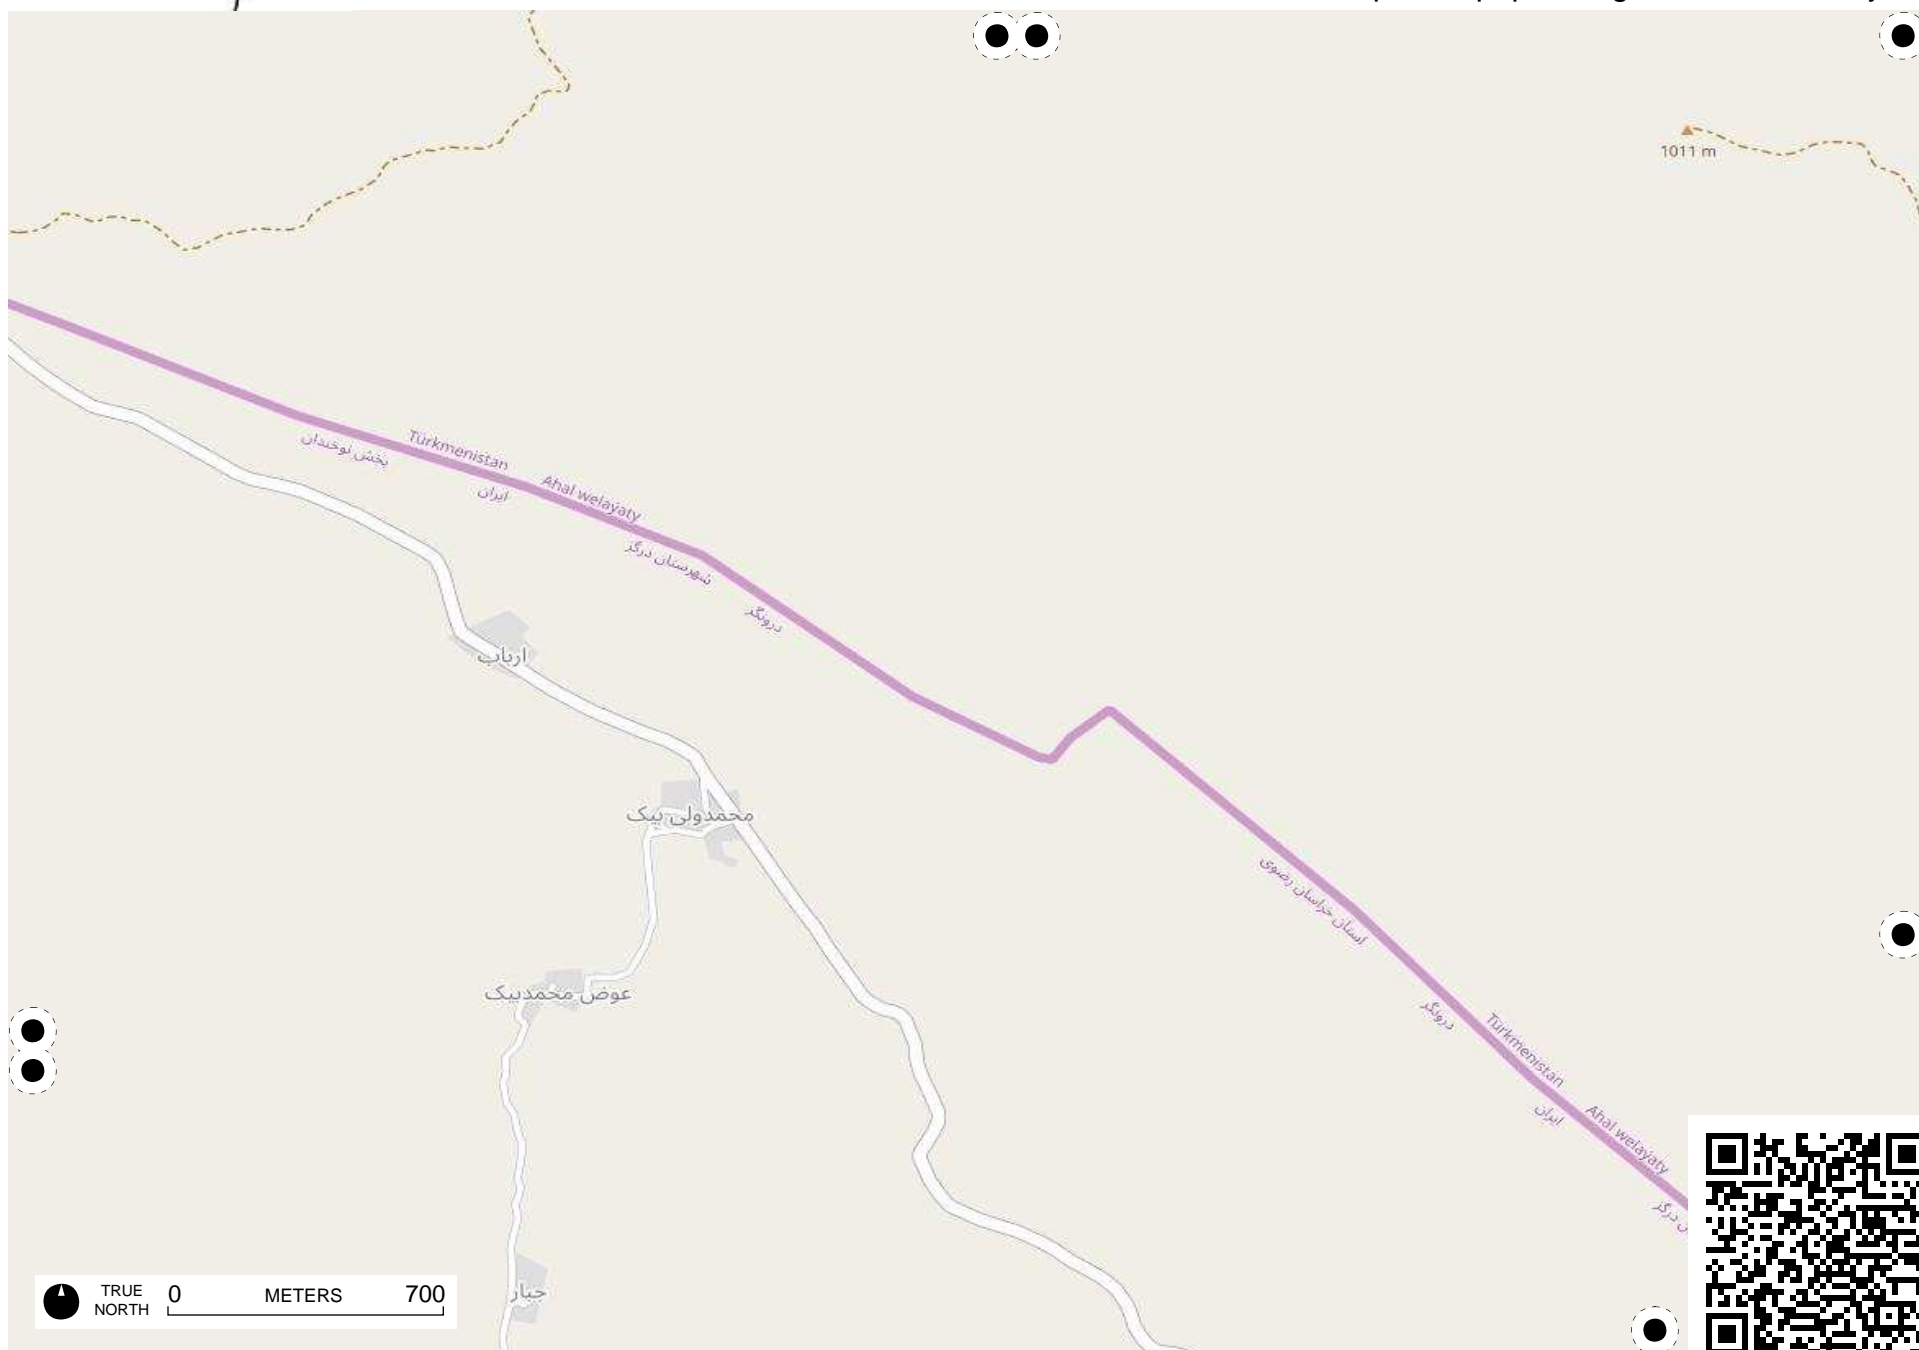 1011 m
Türkmenistan
بخش نوخندان
Ahal welaýaty
ایران
شهرستان درگز
درونگر
ارباب
محمدولی بیک
استان خراسان رضوی
عوض محمدبیک
درونگر
Türkmenistan
ایران
Ahal welaýaty
جبار
TRUE NORTH
0 METERS 700